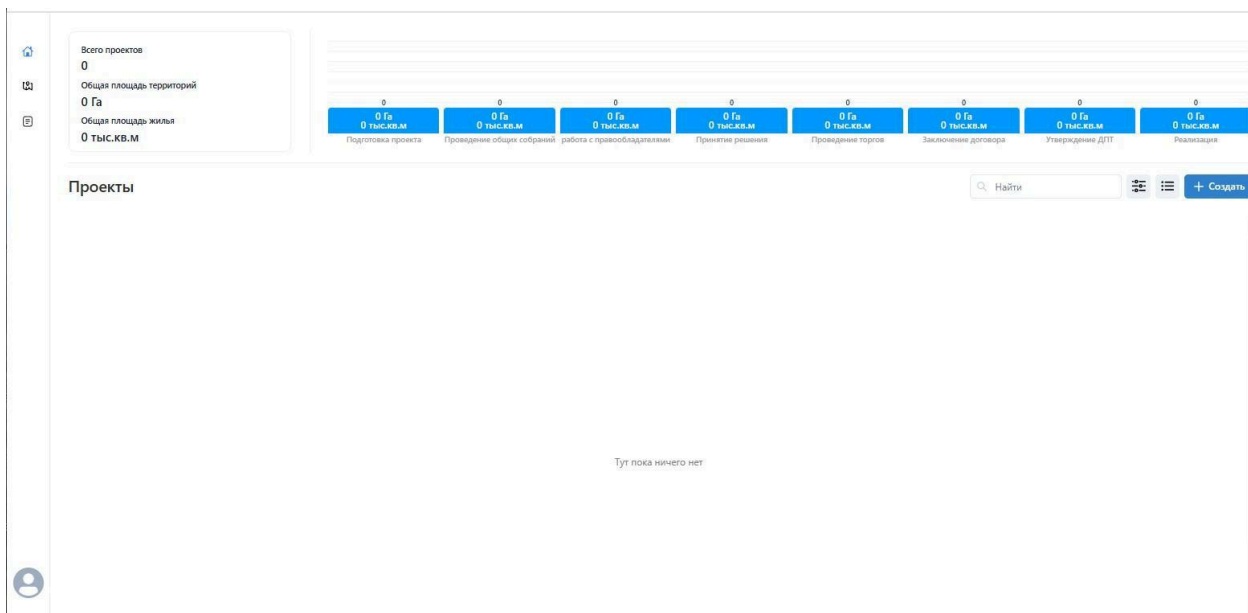 Всего проектов
0
Общая площадь территорий
0 Га
Общая площадь жилья
0 тыс.кв.м
0 0 0 0 0 0 0 0
0 Га 0 Га 0 Га 0 Га 0 Га 0 Га 0 Га 0 Га
0 тыс.кв.м 0 тыс.кв.м 0 тыс.кв.м 0 тыс.кв.м 0 тыс.кв.м 0 тыс.кв.м 0 тыс.кв.м 0 тыс.кв.м
Подготовка проекта Проведение общих собраний работа с правообладателями Принятие решения Проведение торгов Заключение договора Утверждение ДПТ Реализация
Проекты
Найти
+ Создать
Тут пока ничего нет